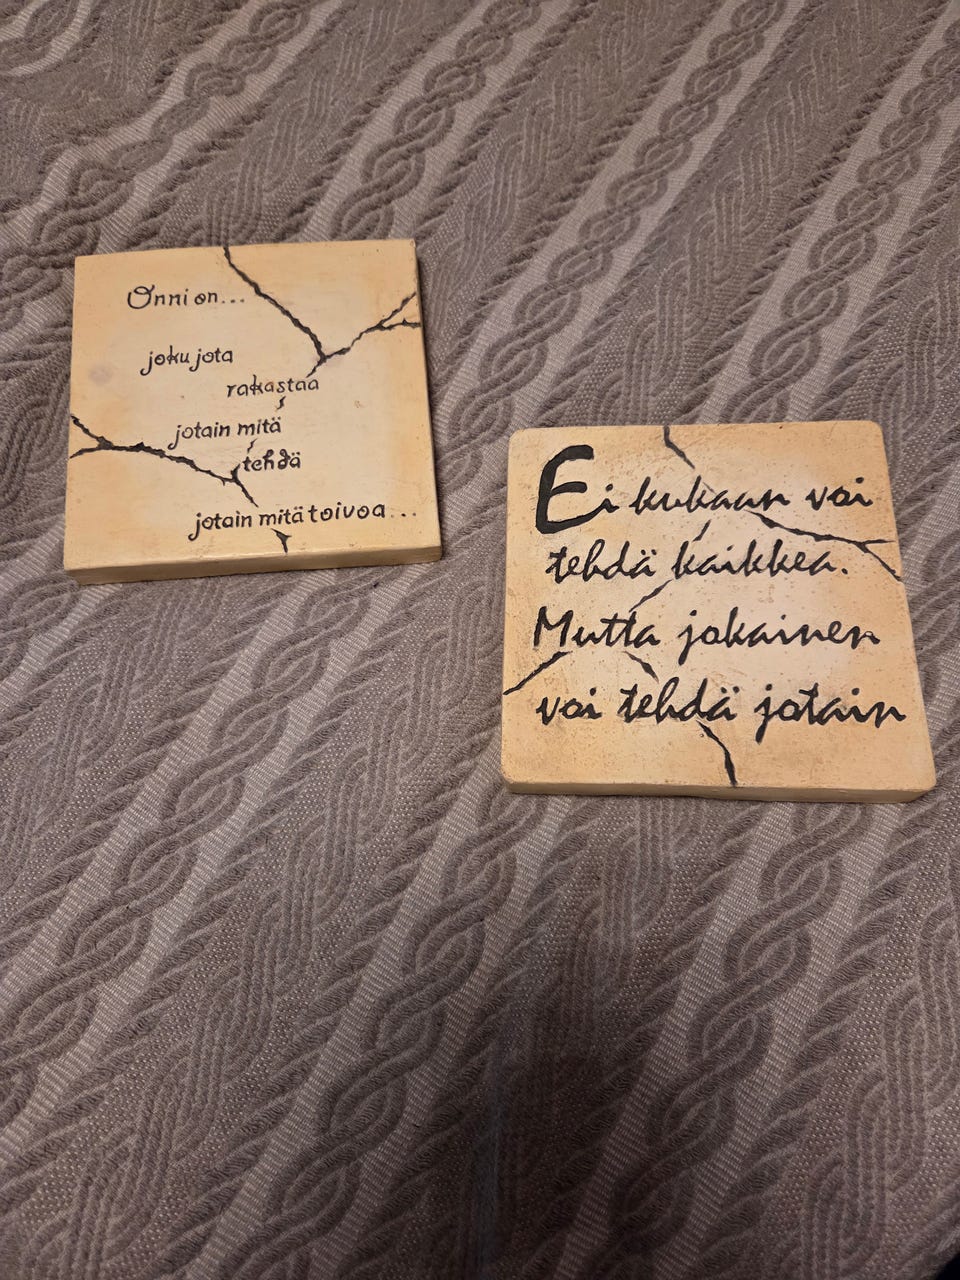 Onni on...
joku jota
rakastaa
jotain mitä
tehdä
jotain mitä toivoa...
Ei kukaan voi
tehdä kaikkea.
Mutta jokainen
voi tehdä jotain